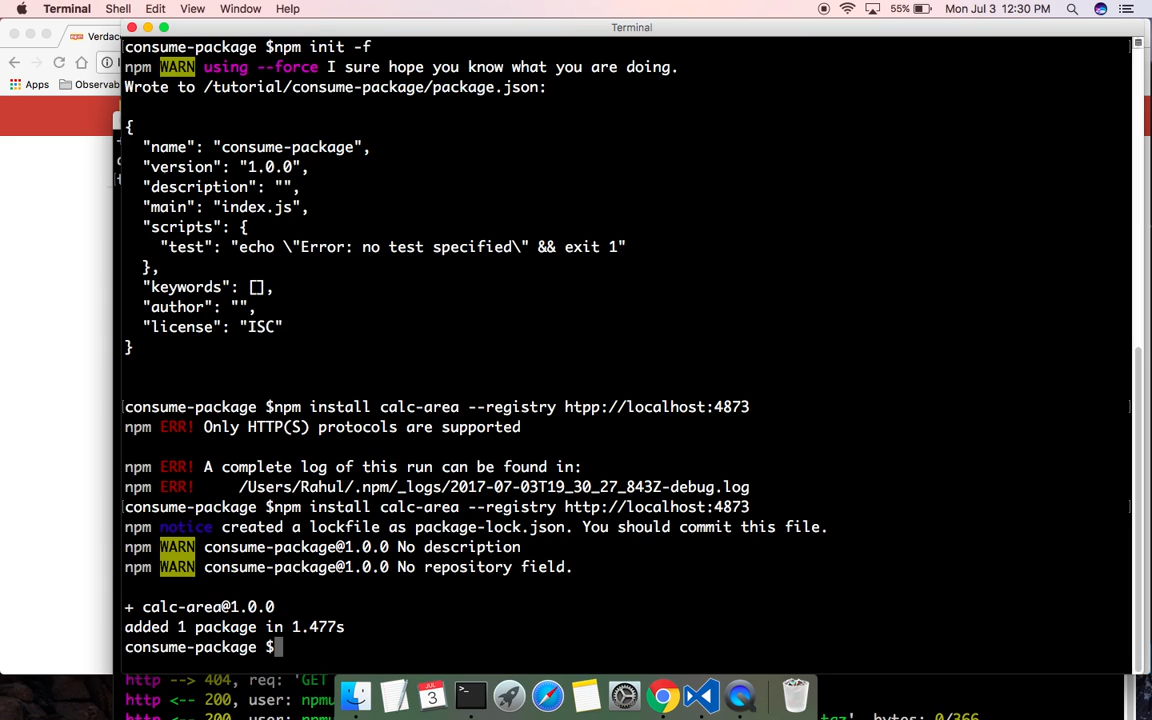 Terminal Shell Edit View Window Help 55% Mon Jul 3 12:30 PM
Terminal
Verdac
Apps Observab
consume-package $npm init -f
npm WARN using --force I sure hope you know what you are doing.
Wrote to /tutorial/consume-package/package.json:
{
"name": "consume-package",
"version": "1.0.0",
"description": "",
"main": "index.js",
"scripts": {
"test": "echo \"Error: no test specified\" && exit 1"
},
"keywords": [],
"author": "",
"license": "ISC"
}
consume-package $npm install calc-area --registry htpp://localhost:4873
npm ERR! Only HTTP(S) protocols are supported
npm ERR! A complete log of this run can be found in:
npm ERR! /Users/Rahul/.npm/_logs/2017-07-03T19_30_27_843Z-debug.log
consume-package $npm install calc-area --registry http://localhost:4873
npm notice created a lockfile as package-lock.json. You should commit this file.
npm WARN consume-package@1.0.0 No description
npm WARN consume-package@1.0.0 No repository field.
+ calc-area@1.0.0
added 1 package in 1.477s
consume-package $
http --> 404, req: 'GET
http <-- 200, user: npmu
JUL
3